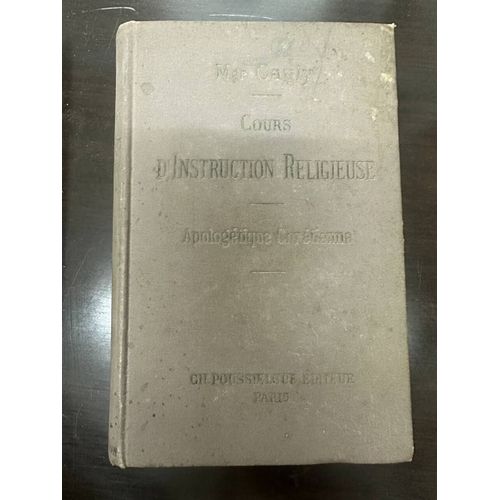 Mgr Cauly
COURS
D'INSTRUCTION RELIGIEUSE
Apologétique Chrétienne
CH. POUSSIELGUE ÉDITEUR
PARIS